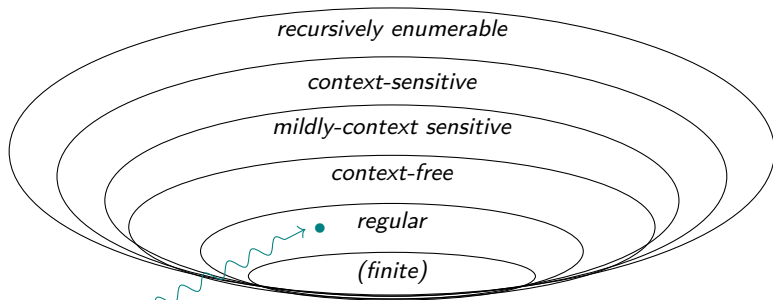 recursively enumerable
context-sensitive
mildly-context sensitive
context-free
regular
(finite)